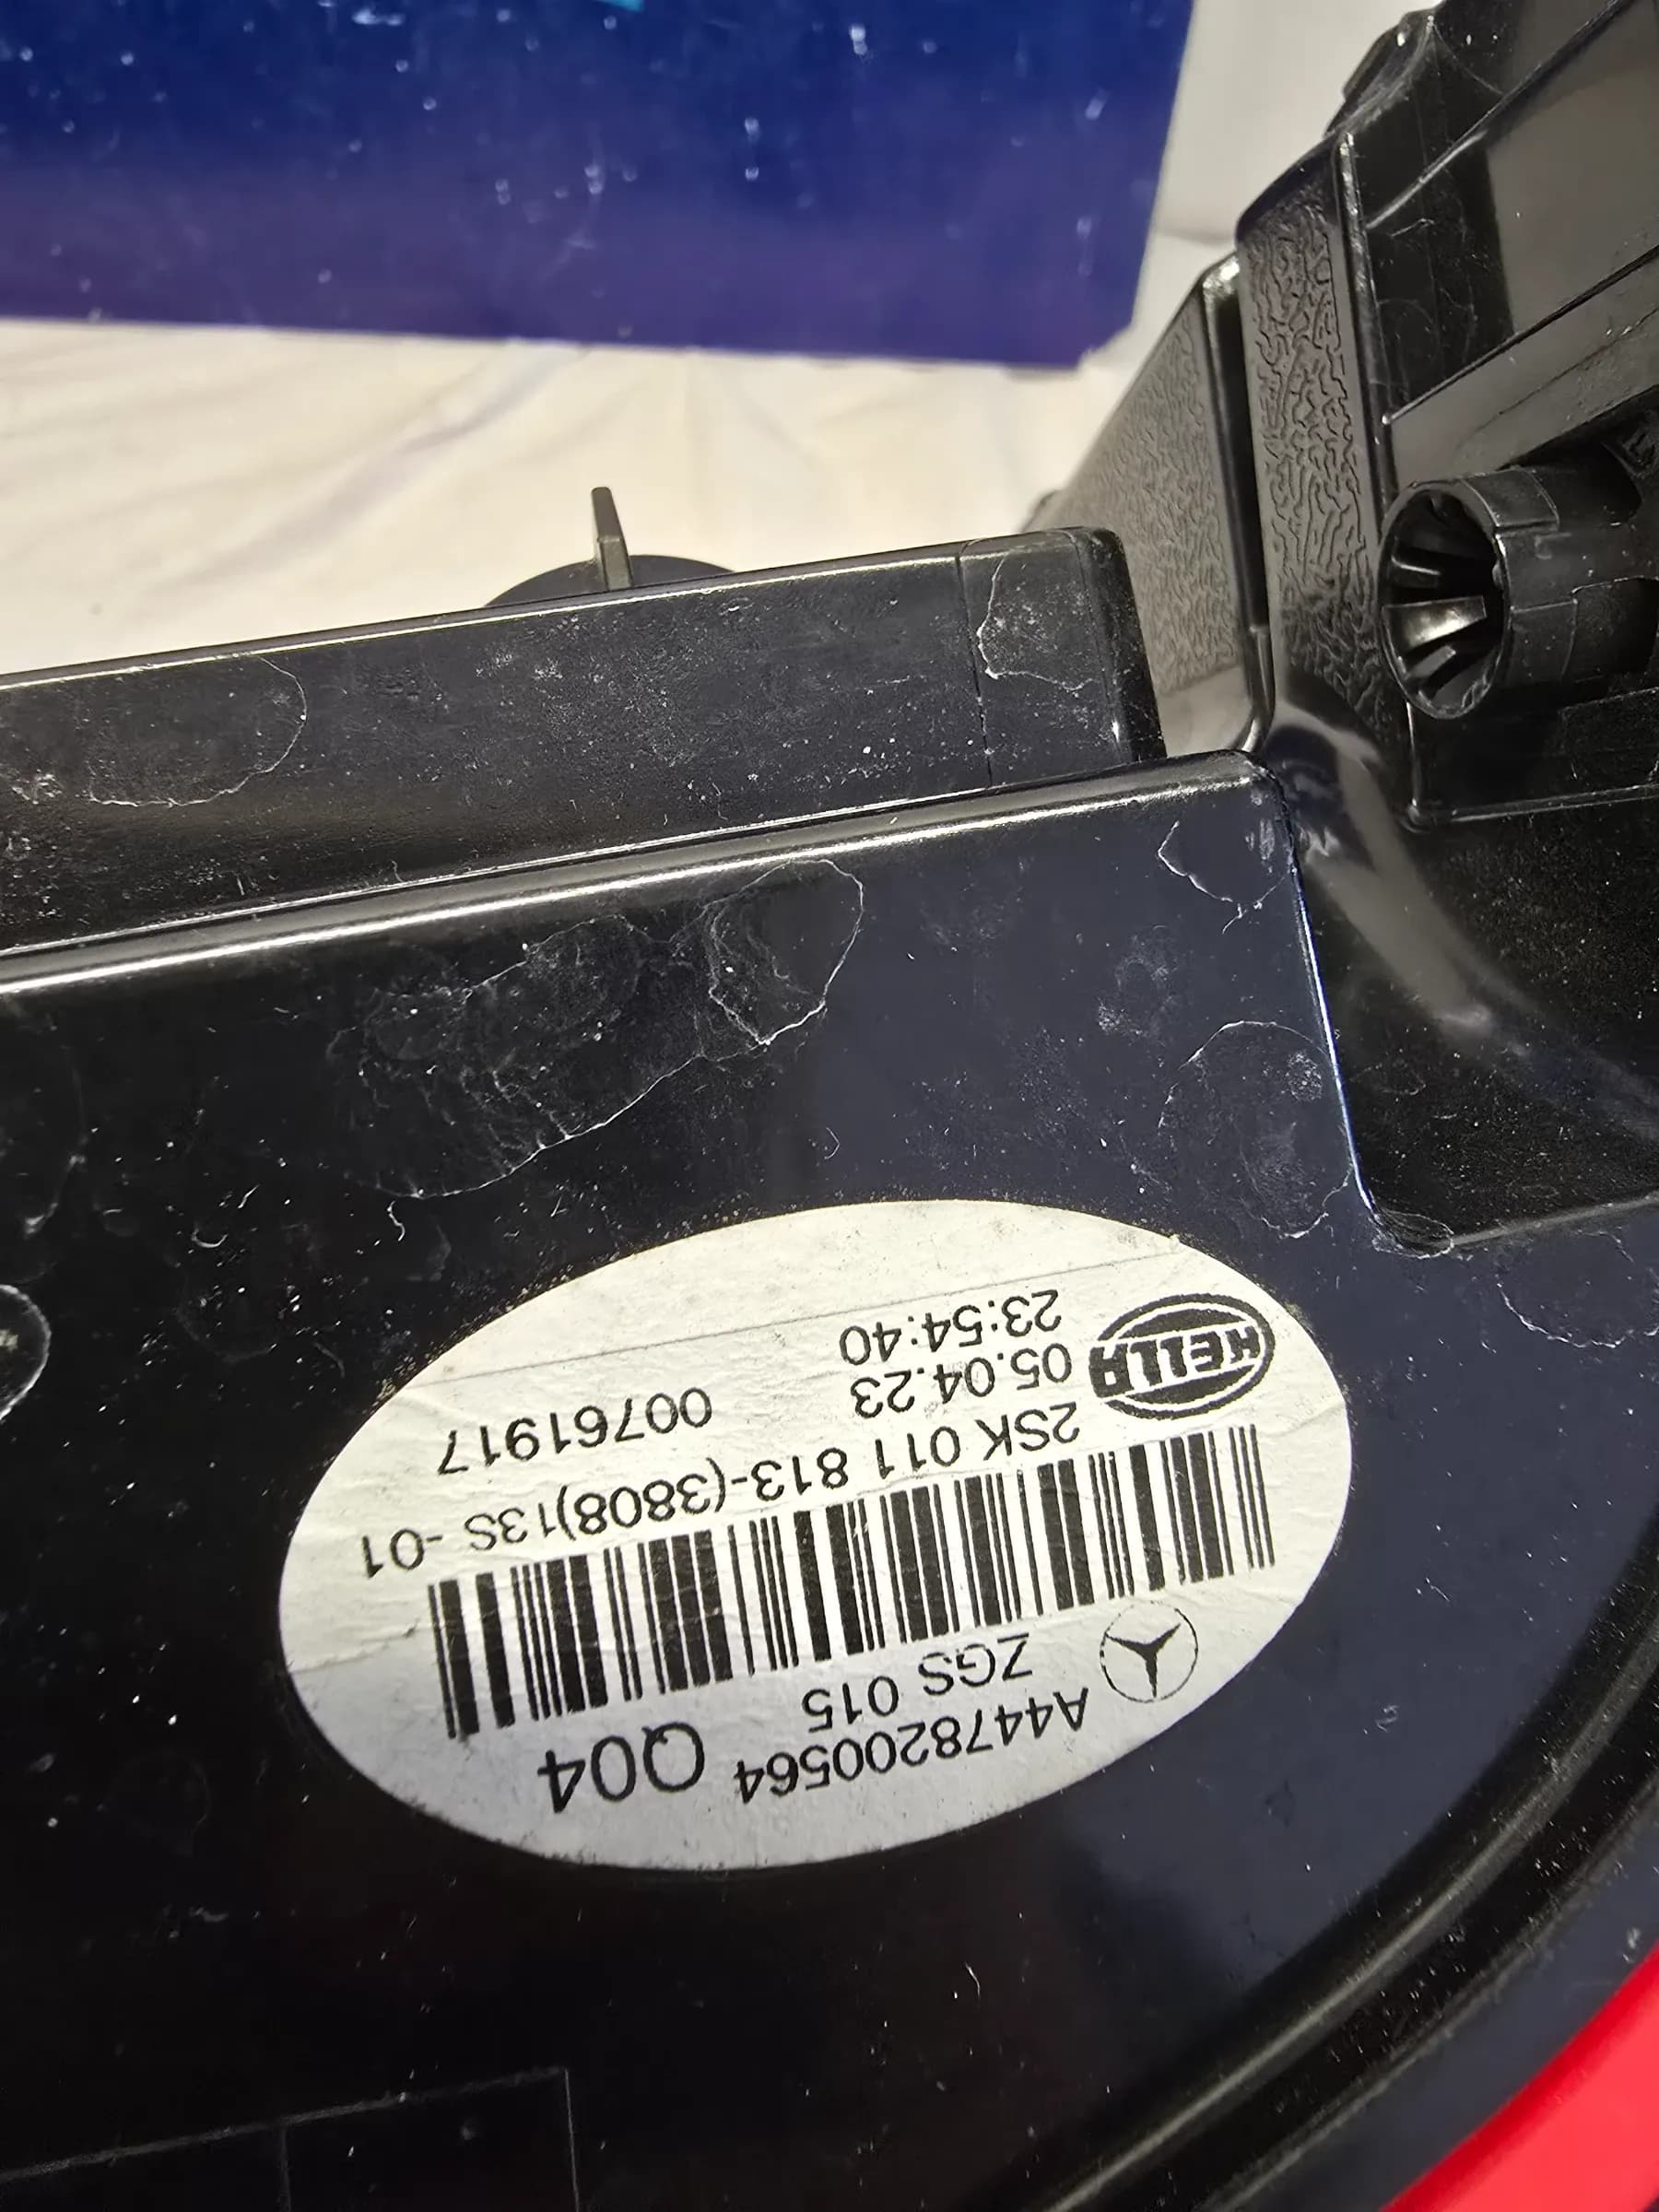 A4478200564 Q04
ZGS 015
2SK 011 813-(3808)13S -01
HELLA 05.04.23 00761917
23:54:40